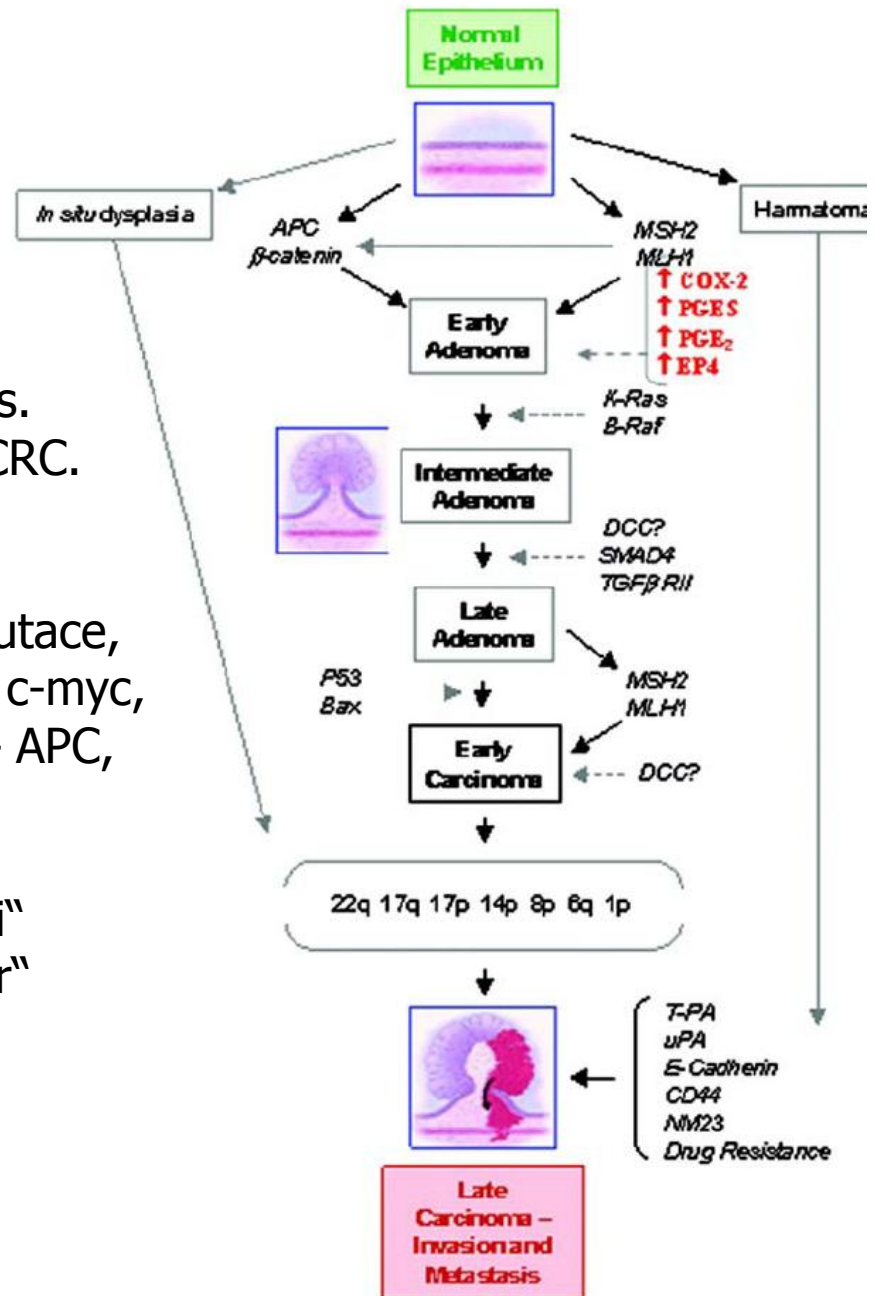 Normal
Epithelium
In situ dysplasia
APC
β-catenin
MSH2
MLH1
Harmatoma
↑ COX-2
↑ PGES
↑ PGE₂
↑ EP4
Early
Adenoma
K-Ras
B-Raf
s.
CRC.
Intermediate
Adenoma
DCC?
SMAD4
TGFβ RII
utace,
c-myc,
APC,
Late
Adenoma
P53
Bax
MSH2
MLH1
Early
Carcinoma
DCC?
i“
r“
22q 17q 17p 14p 8p 6q 1p
T-PA
uPA
E-Cadherin
CD44
NM23
Drug Resistance
Late
Carcinoma –
Invasion and
Metastasis